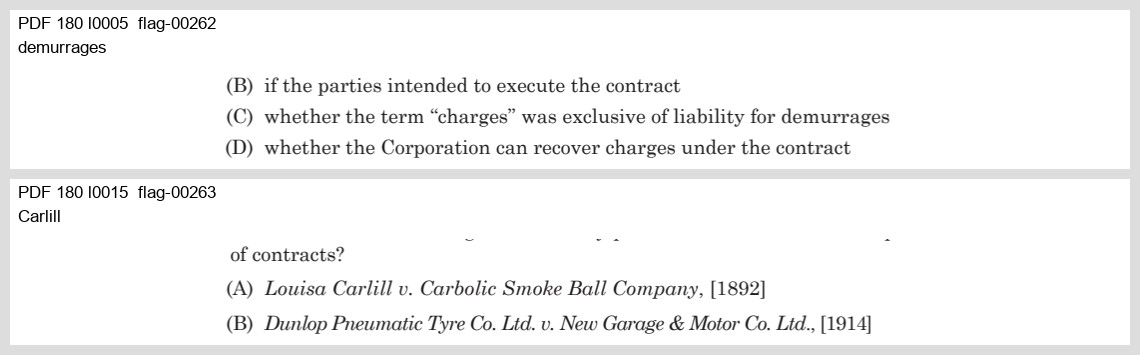 PDF 180 l0005 flag-00262
demurrages
(B) if the parties intended to execute the contract
(C) whether the term “charges” was exclusive of liability for demurrages
(D) whether the Corporation can recover charges under the contract
PDF 180 l0015 flag-00263
Carlill
of contracts?
(A) Louisa Carlill v. Carbolic Smoke Ball Company, [1892]
(B) Dunlop Pneumatic Tyre Co. Ltd. v. New Garage & Motor Co. Ltd., [1914]